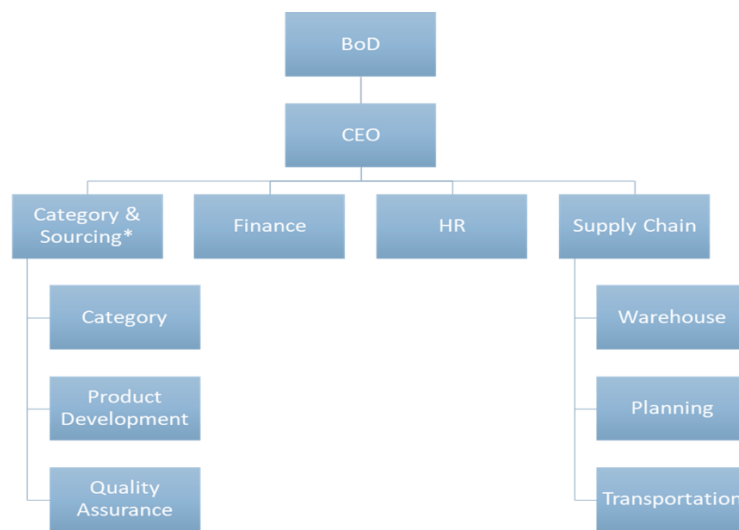 BoD
CEO
Category &
Sourcing*
Finance
HR
Supply Chain
Category
Product
Development
Quality
Assurance
Warehouse
Planning
Transportation